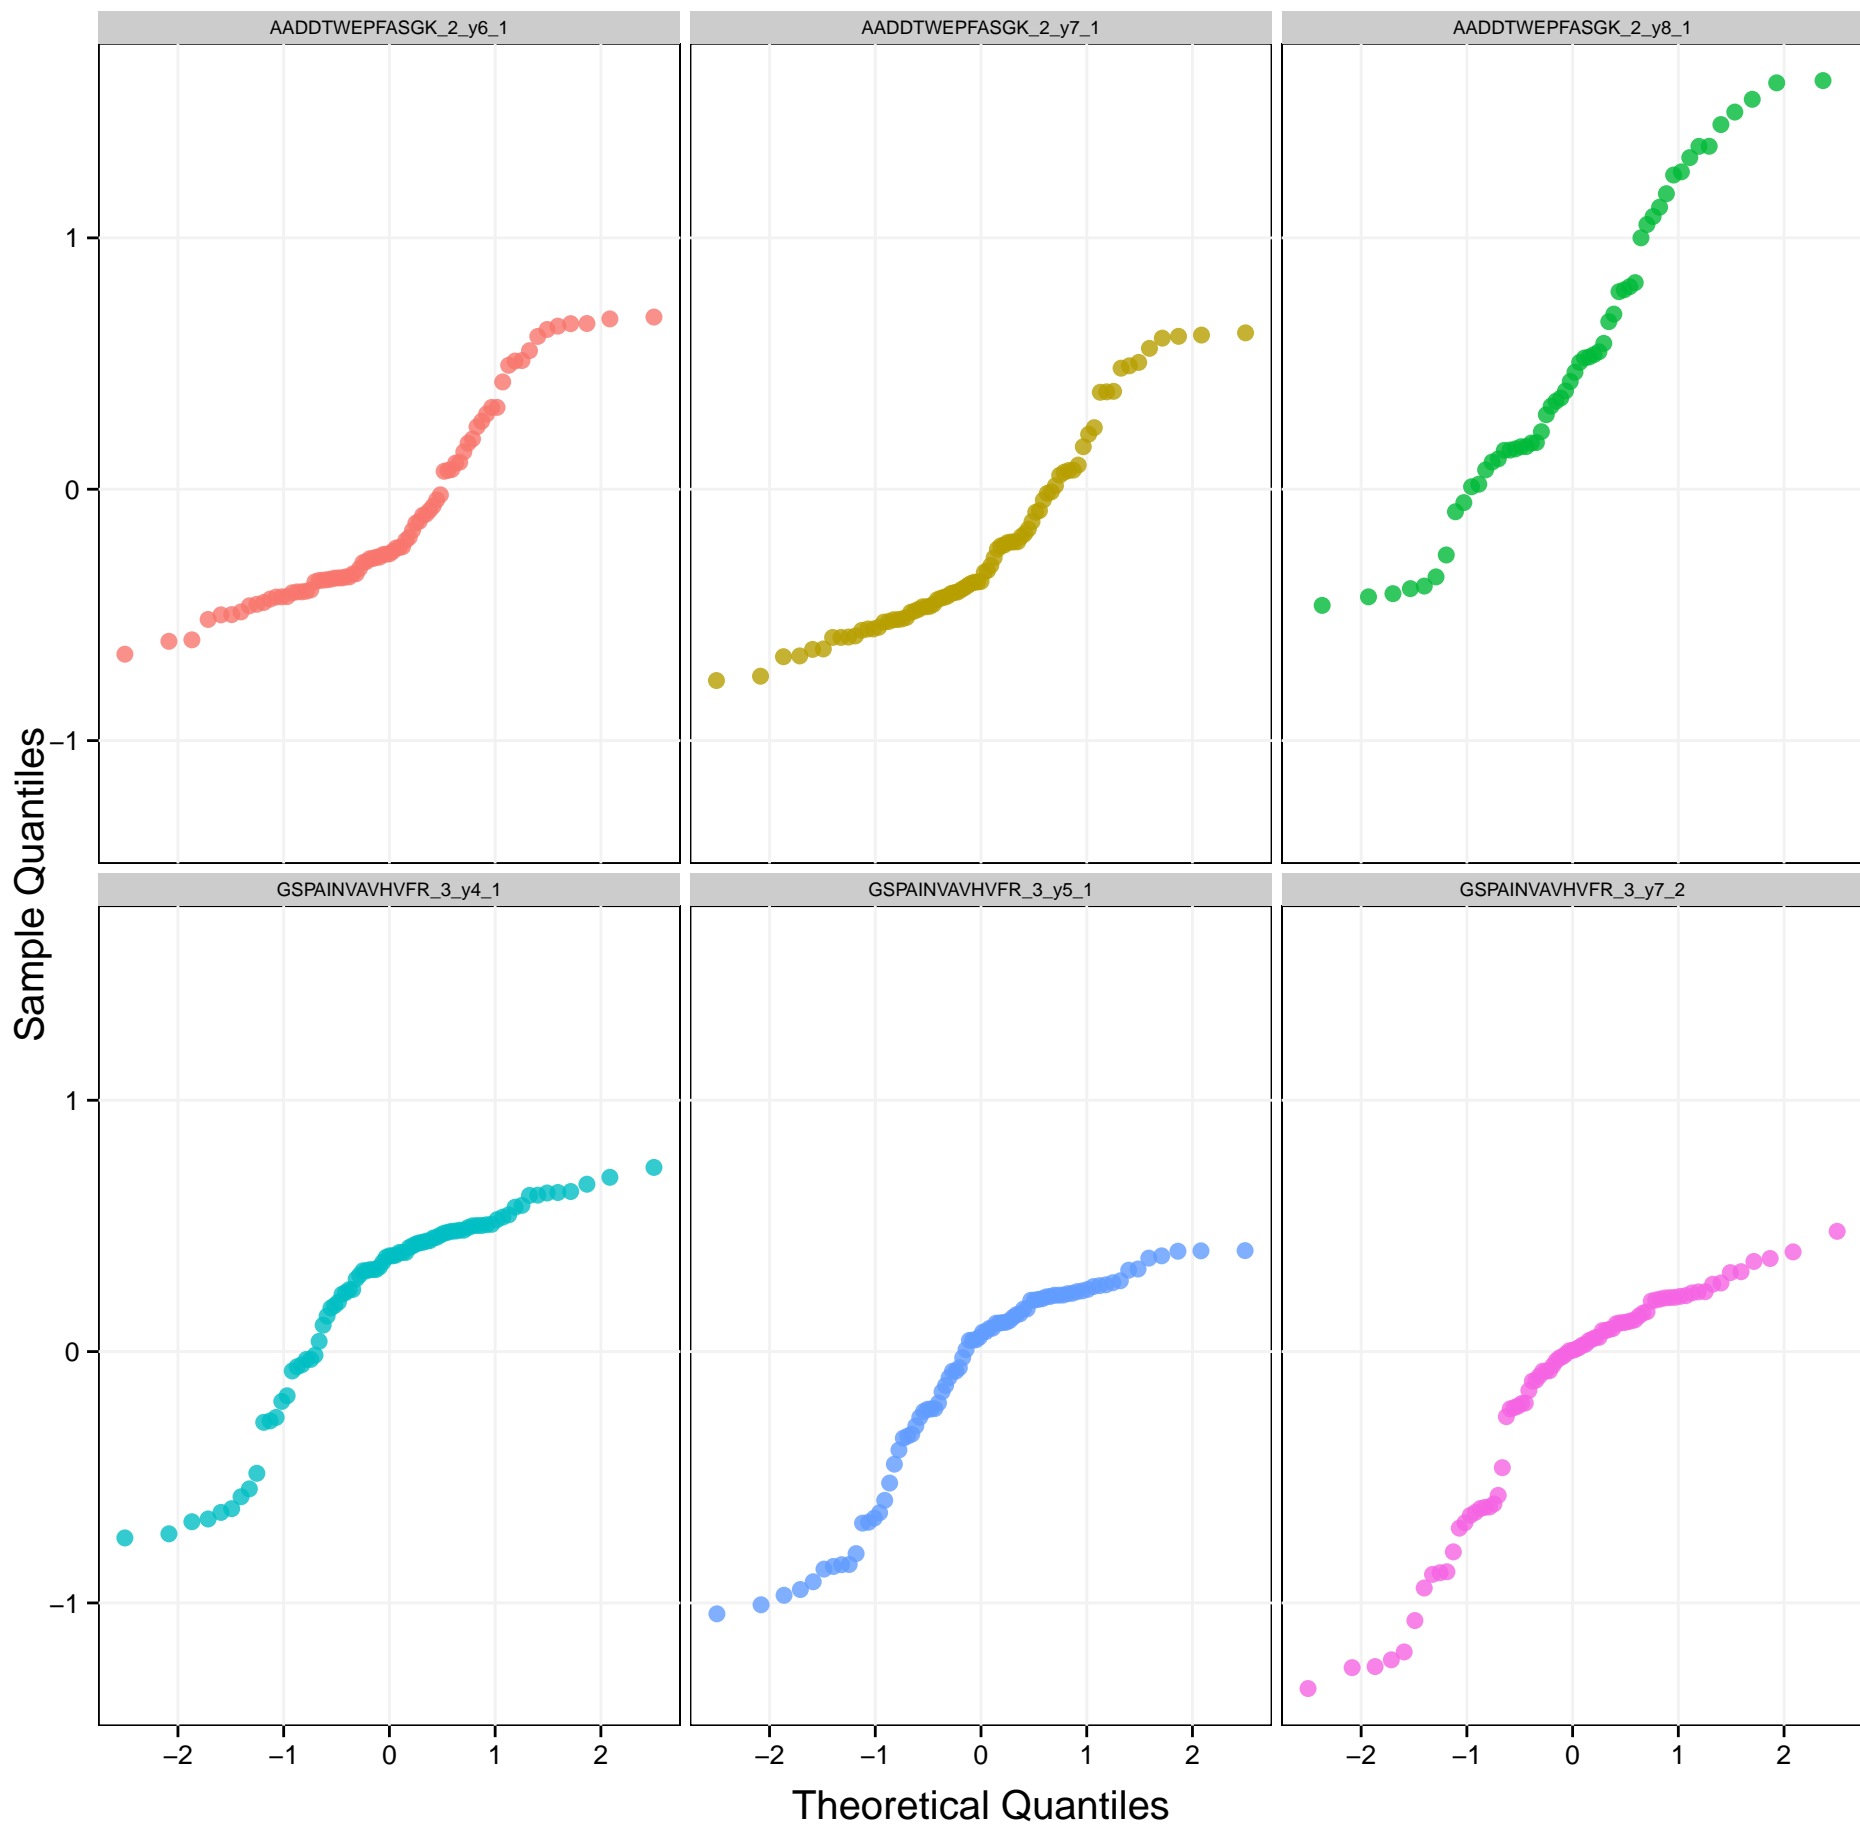 AADDTWEPFASGK_2_y6_1
AADDTWEPFASGK_2_y7_1
AADDTWEPFASGK_2_y8_1
1
0
−1
Sample Quantiles
GSPAINVAVHVFR_3_y4_1
GSPAINVAVHVFR_3_y5_1
GSPAINVAVHVFR_3_y7_2
1
0
−1
−2 −1 0 1 2
−2 −1 0 1 2
−2 −1 0 1 2
Theoretical Quantiles